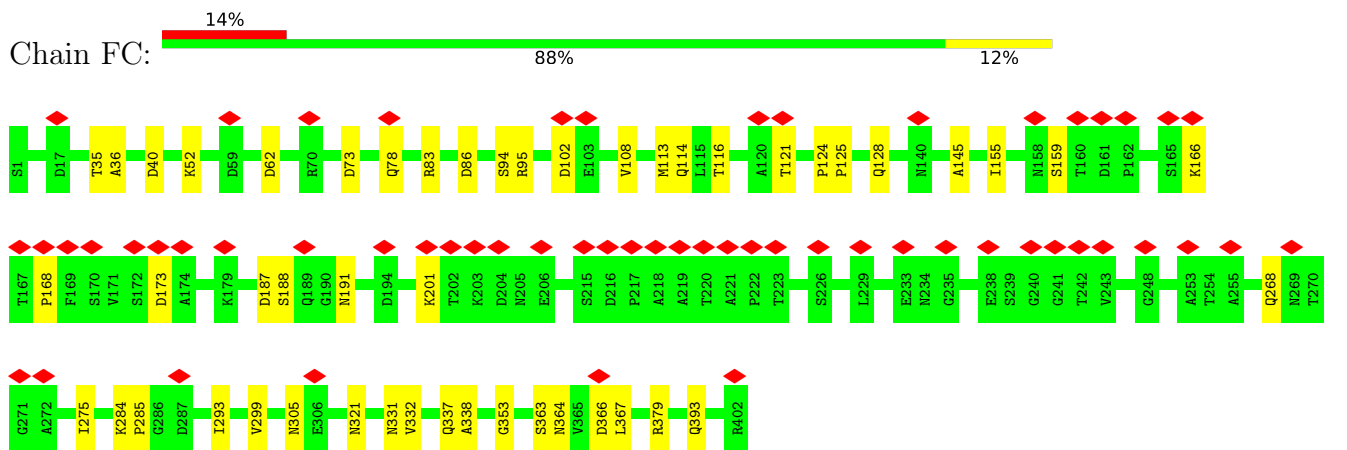 14%
Chain FC:
88% 12%
S1 D17 T35 A36 D40 K52 D59 D62 R70 D73 Q78 R83 D86 S94 R95 D102 E103 V108 M113 Q114 L115 T116 A120 T121 P124 P125 Q128 N140 A145 I155 N158 S159 T160 D161 P162 S165 K166
T167 P168 F169 S170 V171 S172 D173 A174 K179 D187 S188 Q189 G190 N191 D194 K201 T202 K203 D204 N205 E206 S215 D216 P217 A218 A219 T220 A221 P222 T223 S226 L229 E233 N234 G235 E238 S239 G240 G241 T242 V243 G248 A253 T254 A255 Q268 N269 T270
G271 A272 I275 K284 P285 G286 D287 I293 V299 N305 E306 N321 N331 V332 Q337 A338 G353 S363 N364 V365 D366 L367 R379 Q393 R402